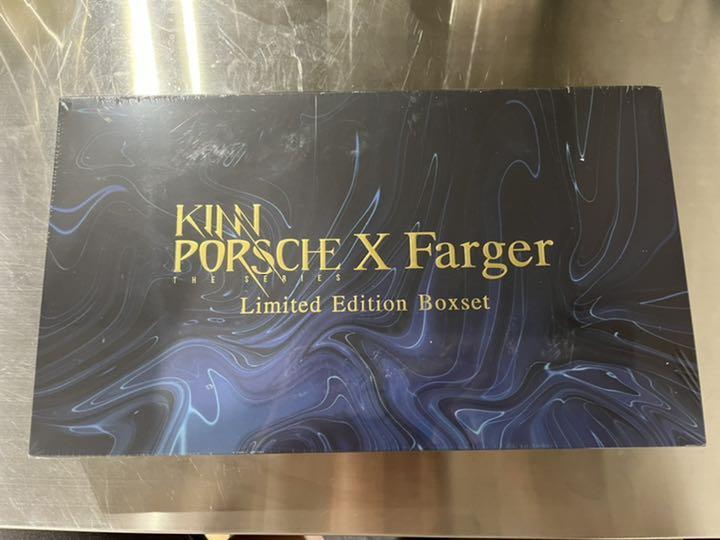 KINN
PORSCHE X Farger
THE SERIES
Limited Edition Boxset